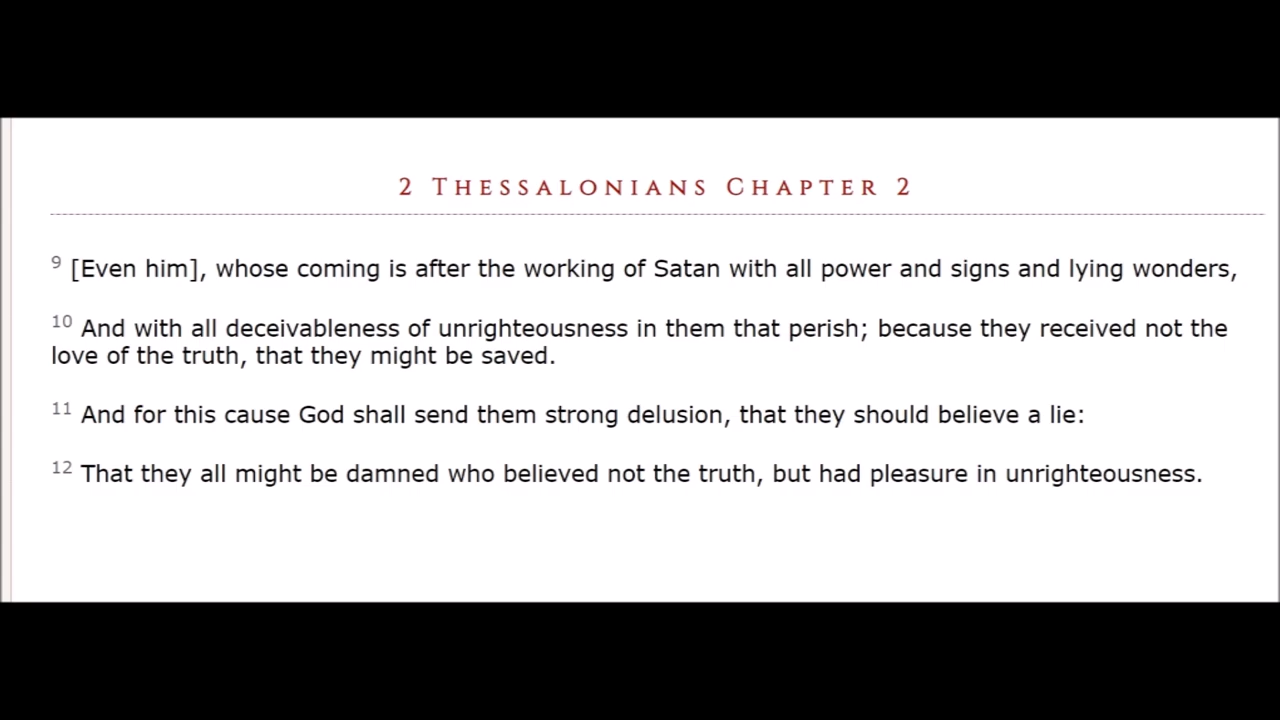 2 Thessalonians Chapter 2
9 [Even him], whose coming is after the working of Satan with all power and signs and lying wonders,
10 And with all deceivableness of unrighteousness in them that perish; because they received not the
love of the truth, that they might be saved.
11 And for this cause God shall send them strong delusion, that they should believe a lie:
12 That they all might be damned who believed not the truth, but had pleasure in unrighteousness.